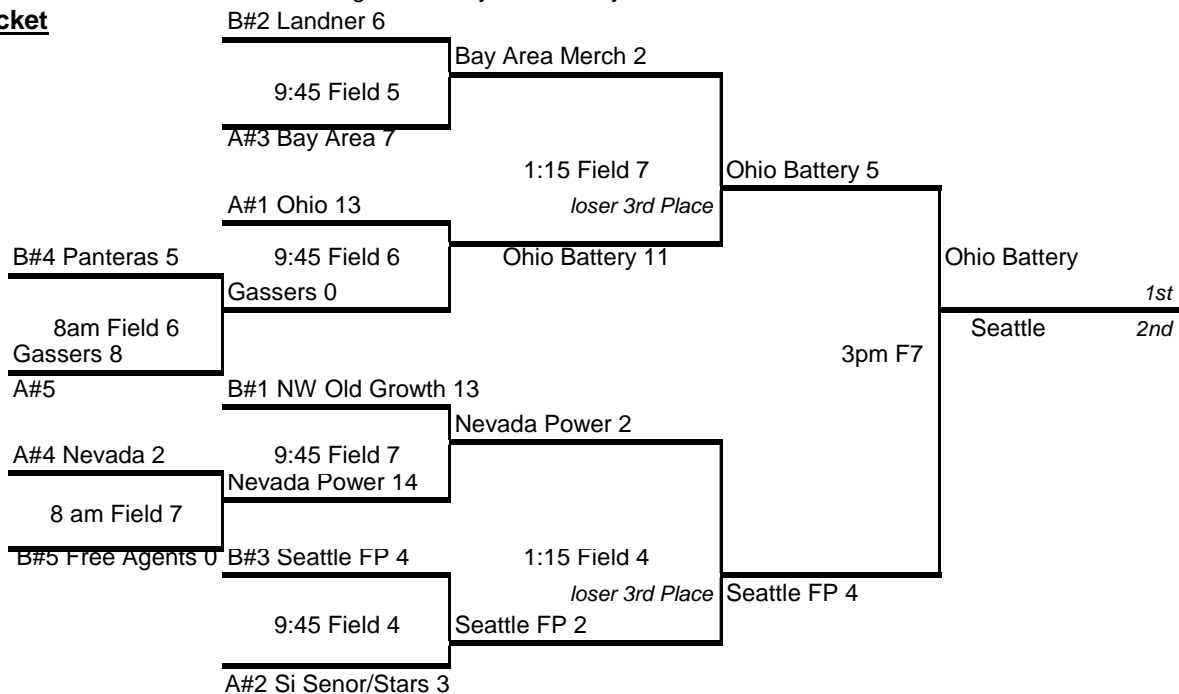 cket
B#2 Landner 6
Bay Area Merch 2
9:45 Field 5
A#3 Bay Area 7
1:15 Field 7
Ohio Battery 5
A#1 Ohio 13
loser 3rd Place
B#4 Panteras 5
9:45 Field 6
Ohio Battery 11
Ohio Battery
Gassers 0
1st
8am Field 6
Seattle
2nd
Gassers 8
3pm F7
A#5
B#1 NW Old Growth 13
Nevada Power 2
A#4 Nevada 2
9:45 Field 7
Nevada Power 14
8 am Field 7
B#5 Free Agents 0
B#3 Seattle FP 4
1:15 Field 4
loser 3rd Place
Seattle FP 4
9:45 Field 4
Seattle FP 2
A#2 Si Senor/Stars 3